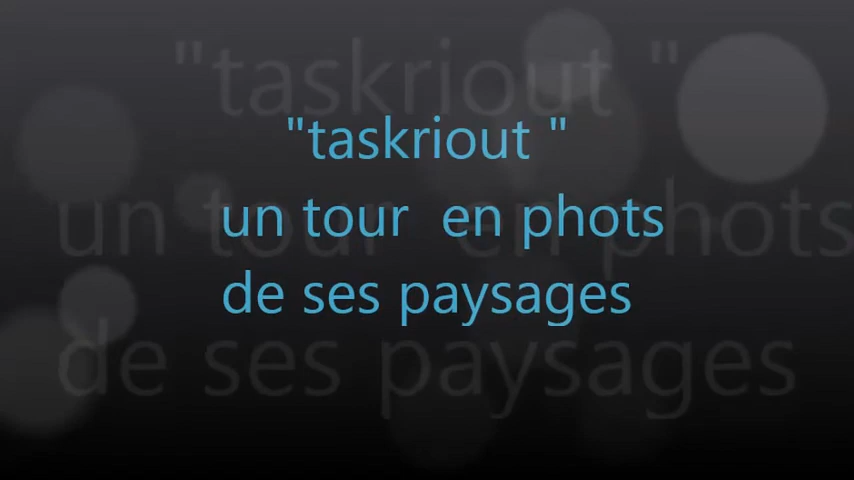 "taskriout "
un tour  en phots
de ses paysages